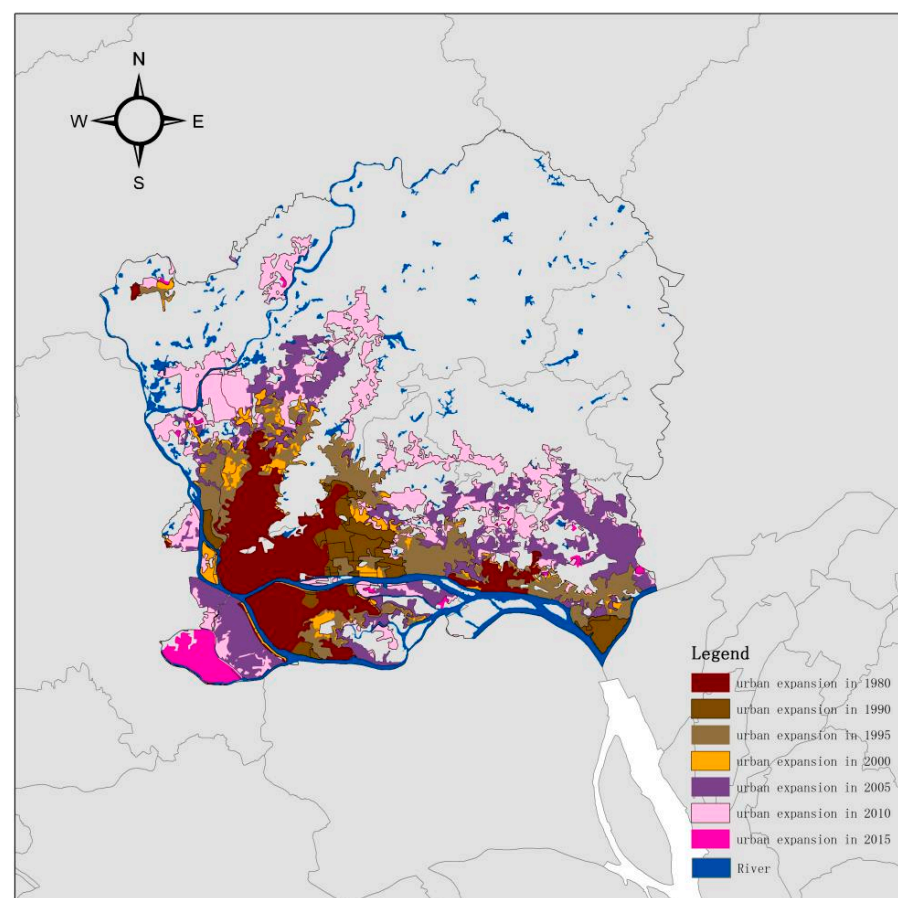 N
W E
S
Legend
urban expansion in 1980
urban expansion in 1990
urban expansion in 1995
urban expansion in 2000
urban expansion in 2005
urban expansion in 2010
urban expansion in 2015
River